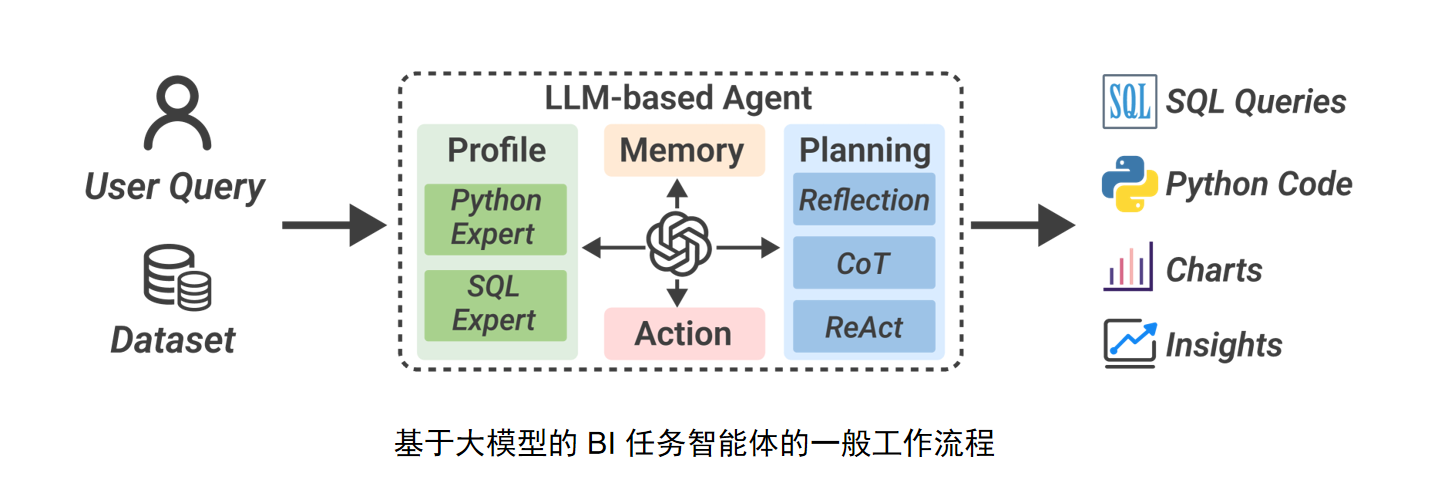 User Query
Dataset
LLM-based Agent
Profile
Python
Expert
SQL
Expert
Memory
Action
Planning
Reflection
CoT
ReAct
SQL
SQL Queries
Python Code
Charts
Insights
基于大模型的 BI 任务智能体的一般工作流程